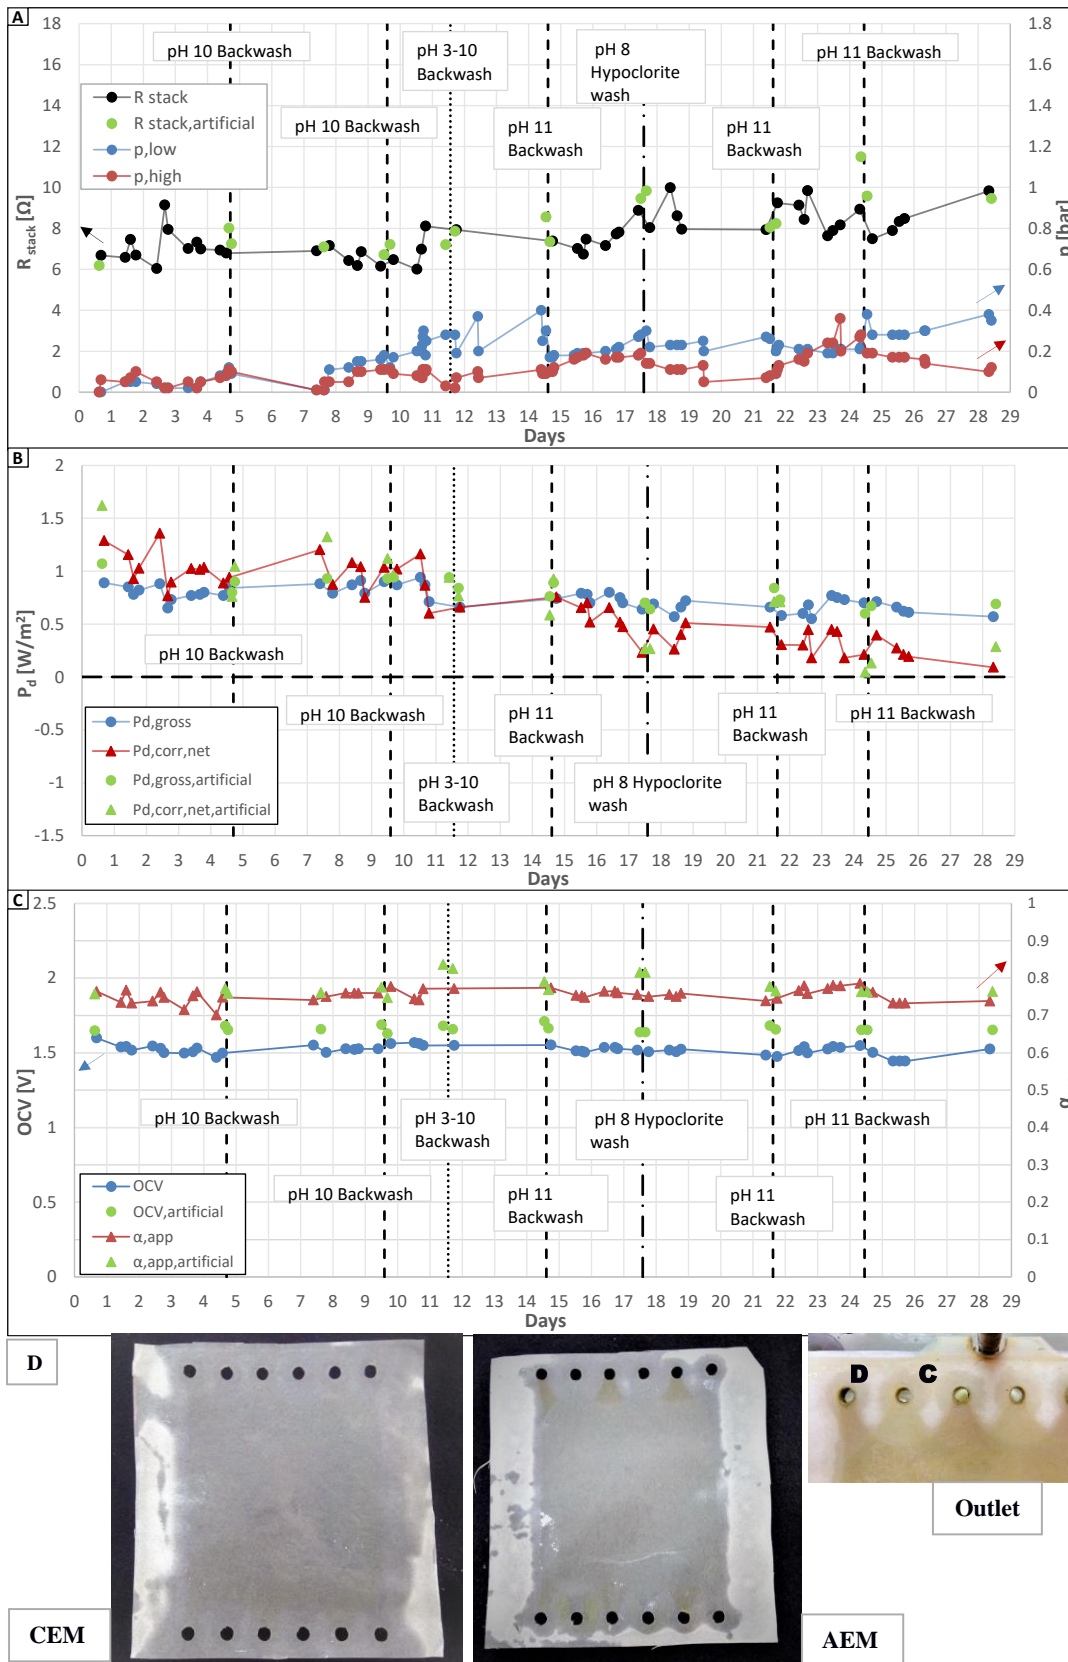 A
18
16
14
12
10
8
6
4
2
0
R stack [Ω]
1.8
1.6
1.4
1.2
1
0.8
0.6
0.4
0.2
0
p [bar]
pH 10 Backwash
pH 3-10
Backwash
pH 8
Hypoclorite
wash
pH 11 Backwash
R stack
R stack,artificial
p,low
p,high
pH 10 Backwash
pH 11
Backwash
pH 11
Backwash
0 1 2 3 4 5 6 7 8 9 10 11 12 13 14 15 16 17 18 19 20 21 22 23 24 25 26 27 28 29
Days
B
2
1.5
1
0.5
0
-0.5
-1
-1.5
Pd [W/m²]
pH 10 Backwash
pH 10 Backwash
pH 11
Backwash
pH 11
Backwash
pH 11 Backwash
Pd,gross
Pd,corr,net
Pd,gross,artificial
Pd,corr,net,artificial
pH 3-10
Backwash
pH 8 Hypoclorite
wash
0 1 2 3 4 5 6 7 8 9 10 11 12 13 14 15 16 17 18 19 20 21 22 23 24 25 26 27 28 29
Days
C
2.5
2
1.5
1
0.5
0
OCV [V]
1
0.9
0.8
0.7
0.6
0.5
0.4
0.3
0.2
0.1
0
α
pH 10 Backwash
pH 3-10
Backwash
pH 8 Hypoclorite
wash
pH 11 Backwash
OCV
OCV,artificial
α,app
α,app,artificial
pH 10 Backwash
pH 11
Backwash
pH 11
Backwash
0 1 2 3 4 5 6 7 8 9 10 11 12 13 14 15 16 17 18 19 20 21 22 23 24 25 26 27 28 29
Days
D
D C
Outlet
CEM
AEM